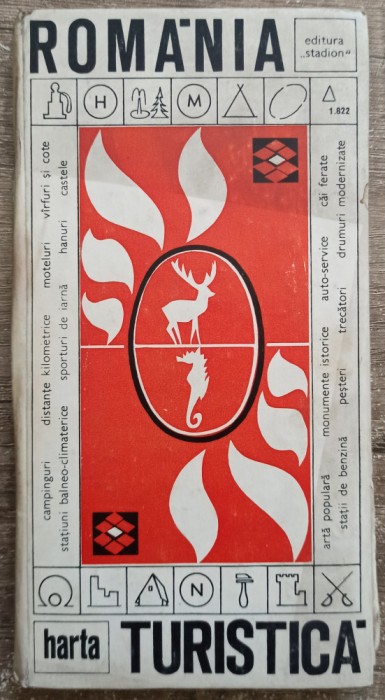 ROMÂNIA
editura
„stadion“
H
M
1.822
campinguri distanțe kilometrice moteluri vîrfuri și cote
stațiuni balneo-climaterice sporturi de iarnă hanuri castele
artă populară monumente istorice auto-service căi ferate
stații de benzină peșteri trecători drumuri modernizate
N
harta
TURISTICĂ